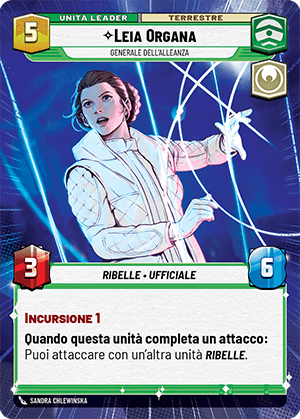 UNITÀ LEADER
TERRESTRE
5
✧LEIA ORGANA
GENERALE DELL'ALLEANZA
3
RIBELLE • UFFICIALE
6
INCURSIONE 1
Quando questa unità completa un attacco:
Puoi attaccare con un'altra unità RIBELLE.
SANDRA CHLEWIŃSKA